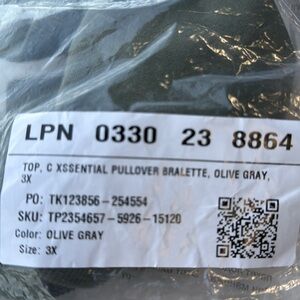 LPN 0330 23 8864
TOP, C XSSENTIAL PULLOVER BRALETTE, OLIVE GRAY,
3X
PO: TK123856-254554
SKU: TP2354657-5926-15120
Color: OLIVE GRAY
Size: 3X